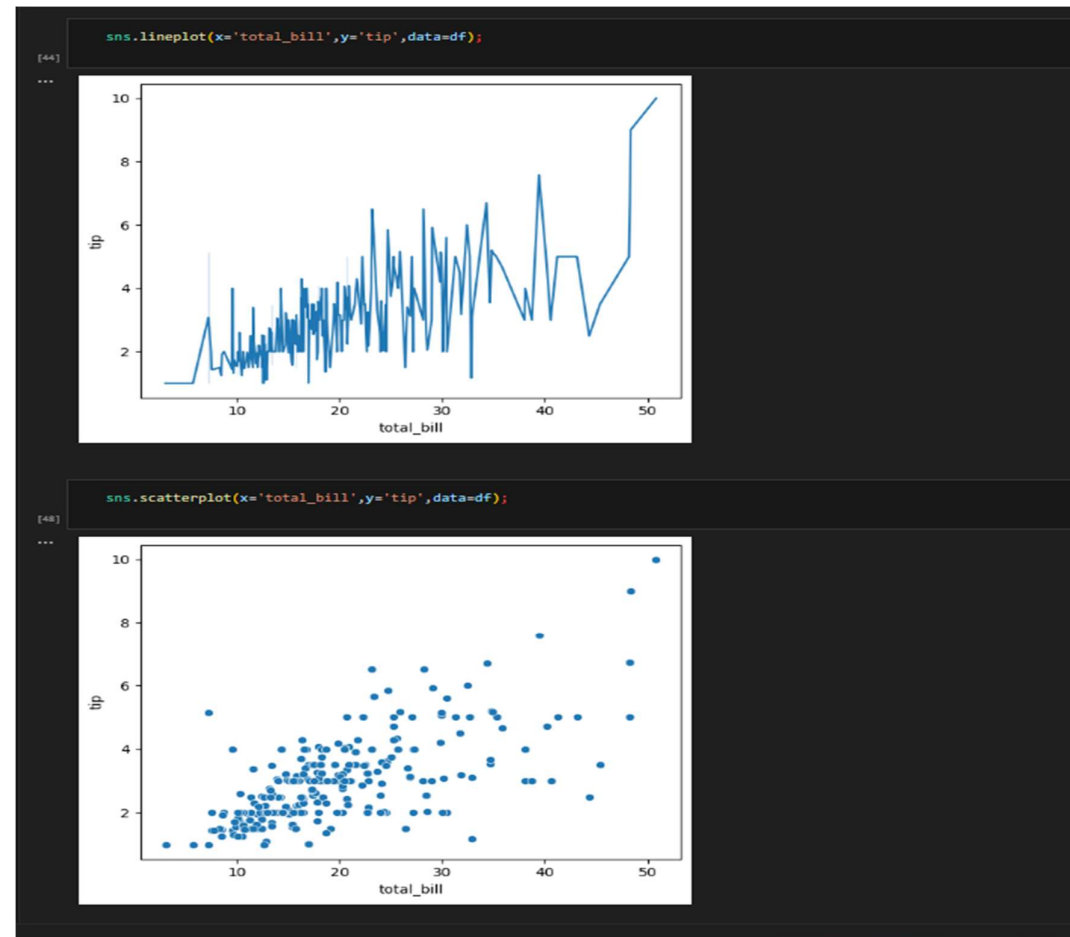 sns.lineplot(x='total_bill',y='tip',data=df);
[44]
...
10
8
6
4
2
tip
10 20 30 40 50
total_bill
sns.scatterplot(x='total_bill',y='tip',data=df);
[48]
...
10
8
6
4
2
tip
10 20 30 40 50
total_bill